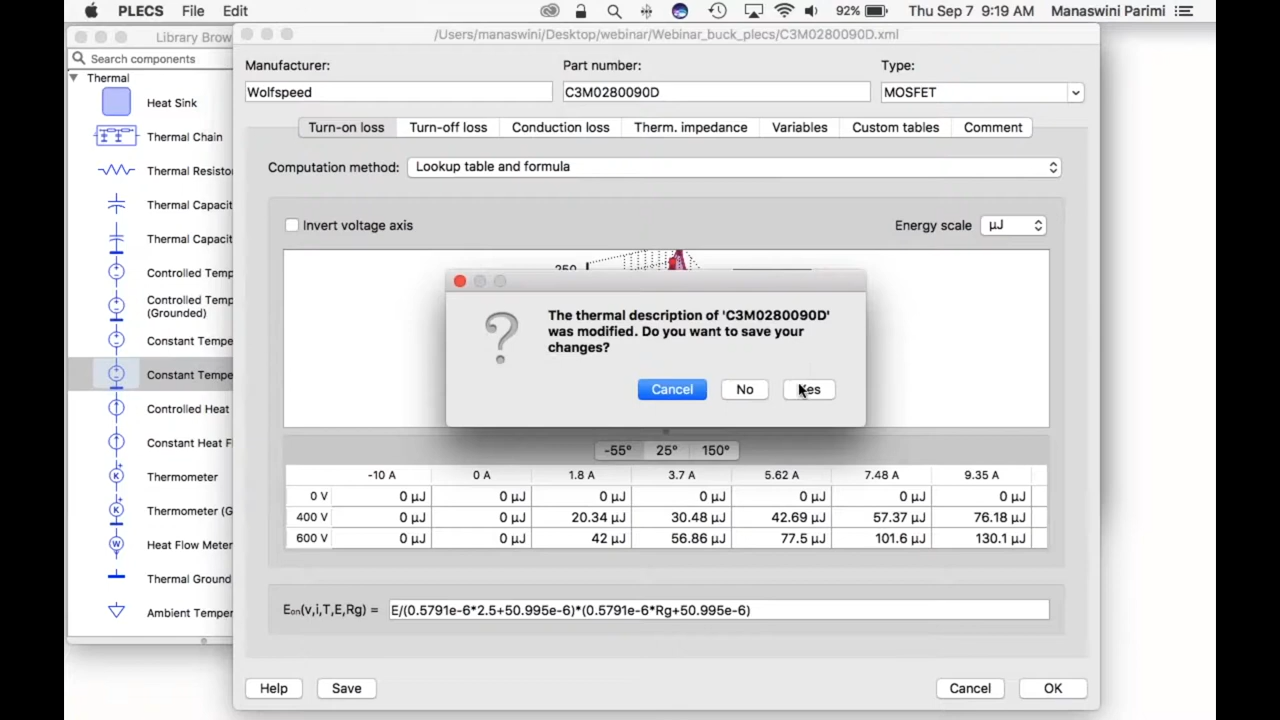 PLECS File Edit 92% Thu Sep 7 9:19 AM Manaswini Parimi
Library Brow
/Users/manaswini/Desktop/webinar/Webinar_buck_plecs/C3M0280090D.xml
Search components
Thermal
Heat Sink
Thermal Chain
Thermal Resisto
Thermal Capacit
Thermal Capacit
Controlled Temp
Controlled Temp
(Grounded)
Constant Tempe
Constant Tempe
Controlled Heat
Constant Heat F
Thermometer
Thermometer (G
Heat Flow Meter
Thermal Ground
Ambient Temper
Manufacturer: Part number: Type:
Wolfspeed C3M0280090D MOSFET
Turn-on loss Turn-off loss Conduction loss Therm. impedance Variables Custom tables Comment
Computation method: Lookup table and formula
Invert voltage axis Energy scale µJ
250
The thermal description of 'C3M0280090D'
was modified. Do you want to save your
changes?
Cancel No Yes
-55° 25° 150°
-10 A 0 A 1.8 A 3.7 A 5.62 A 7.48 A 9.35 A
0 V 0 µJ 0 µJ 0 µJ 0 µJ 0 µJ 0 µJ 0 µJ
400 V 0 µJ 0 µJ 20.34 µJ 30.48 µJ 42.69 µJ 57.37 µJ 76.18 µJ
600 V 0 µJ 0 µJ 42 µJ 56.86 µJ 77.5 µJ 101.6 µJ 130.1 µJ
Eon(v,i,T,E,Rg) = E/(0.5791e-6*2.5+50.995e-6)*(0.5791e-6*Rg+50.995e-6)
Help Save Cancel OK